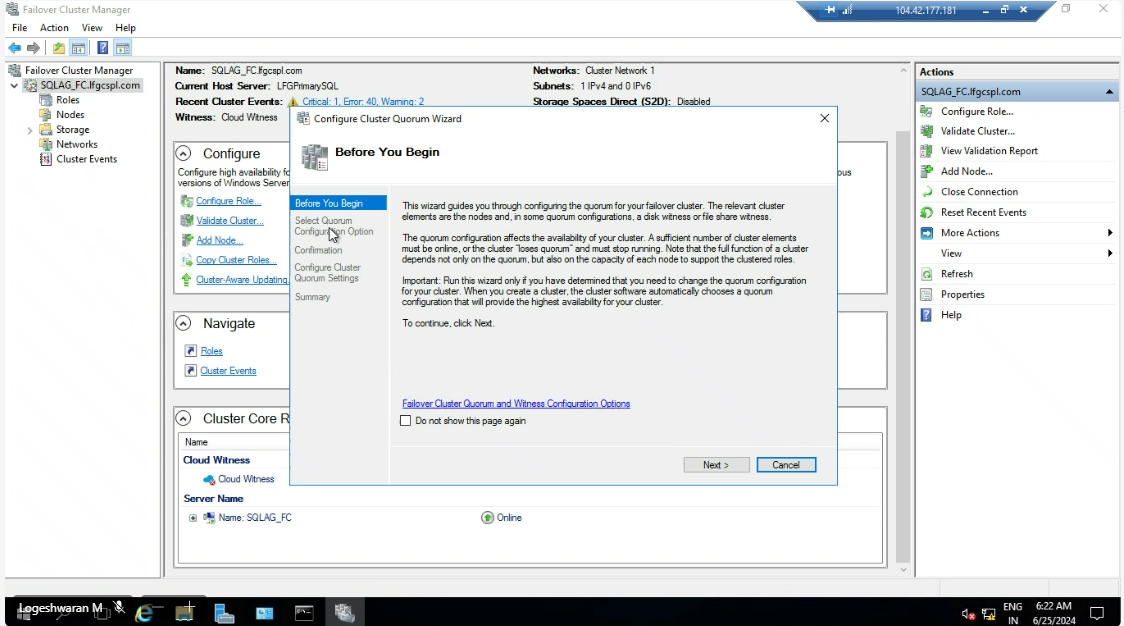 Failover Cluster Manager
104.42.177.181
File Action View Help
Failover Cluster Manager
SQLAG_FC.lfgcspl.com
Roles
Nodes
Storage
Networks
Cluster Events
Name: SQLAG_FC.lfgcspl.com
Networks: Cluster Network 1
Current Host Server: LFGPrimarySQL
Subnets: 1 IPv4 and 0 IPv6
Recent Cluster Events: Critical: 1, Error: 40, Warning: 2
Storage Spaces Direct (S2D): Disabled
Witness: Cloud Witness
Configure
Configure high availability fo
ous
versions of Windows Server
Configure Role...
Validate Cluster...
Add Node...
Copy Cluster Roles...
Cluster-Aware Updating
Navigate
Roles
Cluster Events
Cluster Core R
Name
Cloud Witness
Cloud Witness
Server Name
Name: SQLAG_FC
Online
Configure Cluster Quorum Wizard
Before You Begin
Before You Begin
Select Quorum
Configuration Option
Confirmation
Configure Cluster
Quorum Settings
Summary
This wizard guides you through configuring the quorum for your failover cluster. The relevant cluster
elements are the nodes and, in some quorum configurations, a disk witness or file share witness.
The quorum configuration affects the availability of your cluster. A sufficient number of cluster elements
must be online, or the cluster "loses quorum" and must stop running. Note that the full function of a cluster
depends not only on the quorum, but also on the capacity of each node to support the clustered roles.
Important: Run this wizard only if you have determined that you need to change the quorum configuration
for your cluster. When you create a cluster, the cluster software automatically chooses a quorum
configuration that will provide the highest availability for your cluster.
To continue, click Next.
Failover Cluster Quorum and Witness Configuration Options
Do not show this page again
Next >
Cancel
Actions
SQLAG_FC.lfgcspl.com
Configure Role...
Validate Cluster...
View Validation Report
Add Node...
Close Connection
Reset Recent Events
More Actions
View
Refresh
Properties
Help
Logeshwaran M
ENG
IN
6:22 AM
6/25/2024